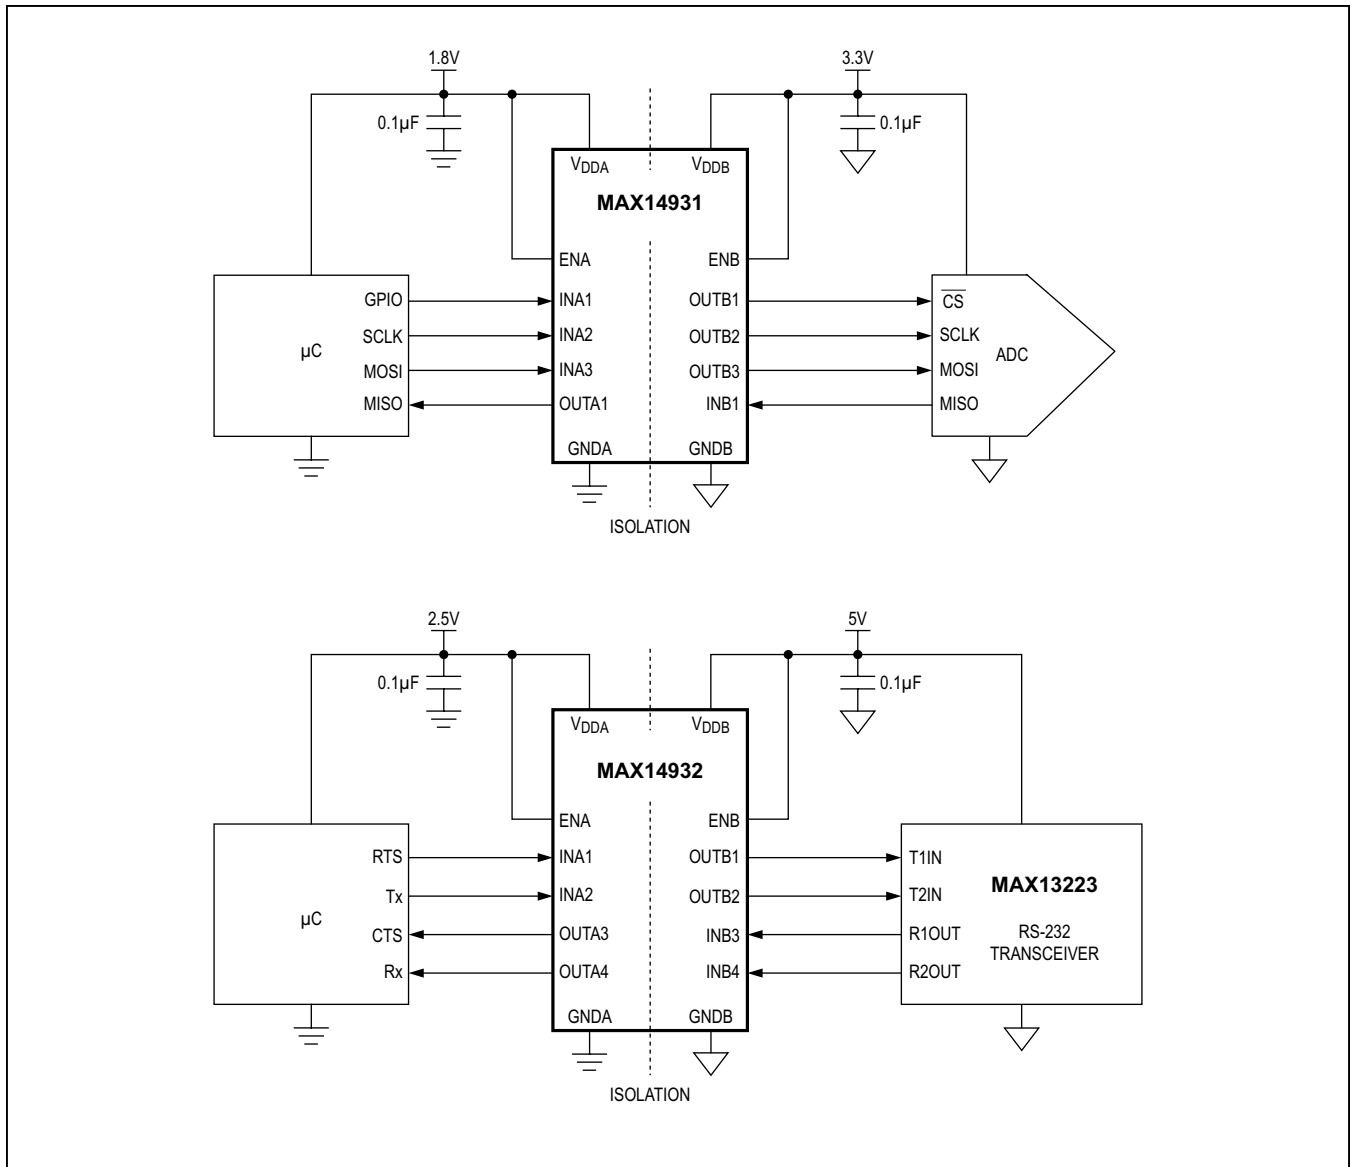 1.8V
3.3V
0.1µF
0.1µF
VDDA
VDDB
MAX14931
ENA
ENB
GPIO
INA1
OUTB1
CS
SCLK
INA2
OUTB2
SCLK
µC
ADC
MOSI
INA3
OUTB3
MOSI
MISO
OUTA1
INB1
MISO
GNDA
GNDB
ISOLATION
2.5V
5V
0.1µF
0.1µF
VDDA
VDDB
MAX14932
ENA
ENB
RTS
INA1
OUTB1
T1IN
MAX13223
Tx
INA2
OUTB2
T2IN
µC
CTS
OUTA3
INB3
R1OUT
RS-232
TRANSCEIVER
Rx
OUTA4
INB4
R2OUT
GNDA
GNDB
ISOLATION